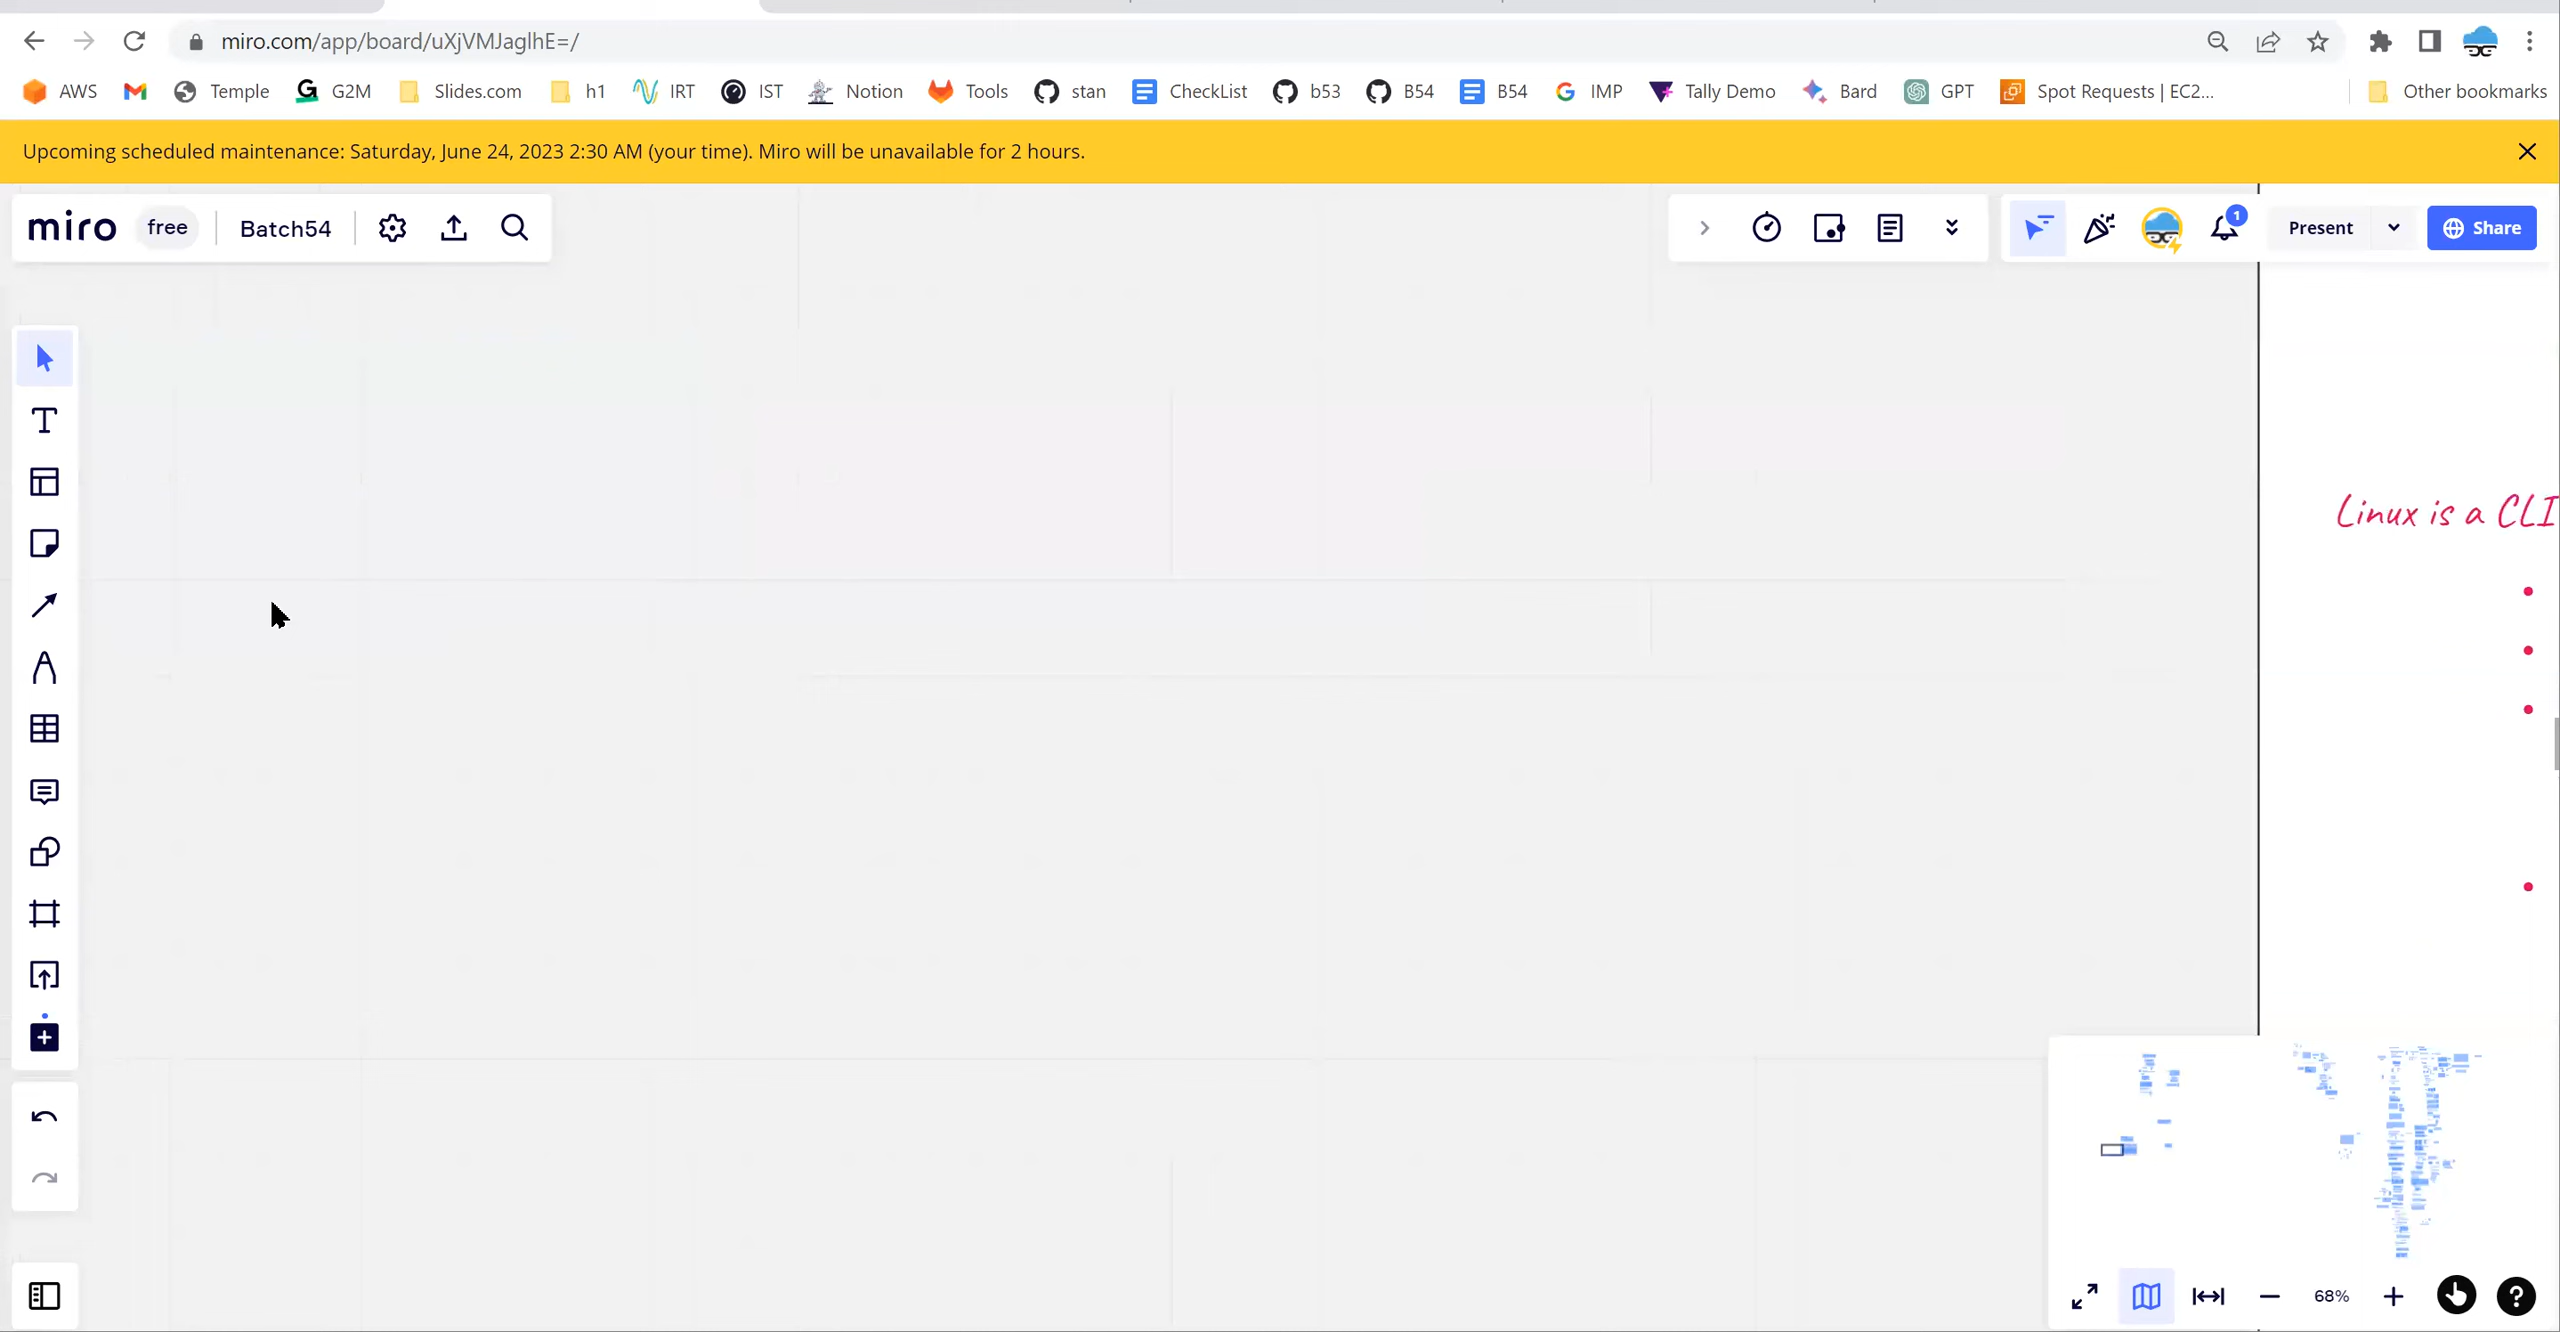 miro.com/app/board/uXjVMJaglhE=/
AWS Temple G2M Slides.com h1 IRT IST Notion Tools stan CheckList b53 B54 B54 IMP Tally Demo Bard GPT Spot Requests | EC2... Other bookmarks
Upcoming scheduled maintenance: Saturday, June 24, 2023 2:30 AM (your time). Miro will be unavailable for 2 hours.
miro free Batch54 1 Present Share
Linux is a CLI
68%